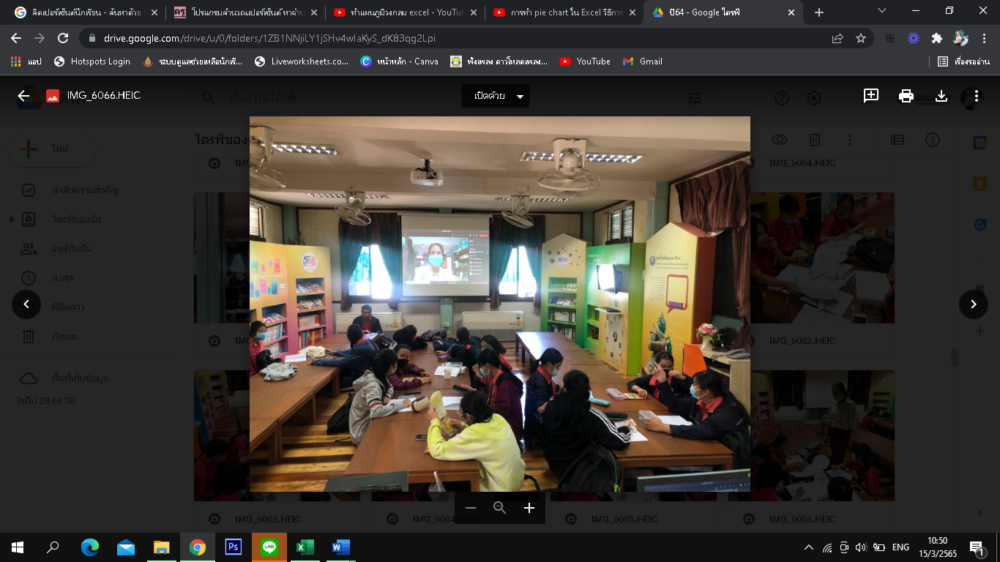 คิดเปอร์เซ็นต์นักเรียน - ค้นหาด้วย
โปรแกรมคำนวณเปอร์เซ็นต์ หาจำน
ทำแผนภูมิวงกลม excel - YouTu
การทำ pie chart ใน Excel วิธีการ
ปี64 - Google ไดรฟ์
drive.google.com/drive/u/0/folders/1ZB1NNjiLY1jSHv4wIaKyS_dK83qg2Lpi
แอป
Hotspots Login
ระบบดูแลช่วยเหลือนักเรี...
Liveworksheets.co...
หน้าหลัก - Canva
ฟังเพลง ดาวโหลดเพลง...
YouTube
Gmail
เรื่องรออ่าน
IMG_6066.HEIC
ค้นหาในไดรฟ์
เปิดด้วย
ใหม่
ไดรฟ์ของ
IMG_6064.HEIC
ลำดับความสำคัญ
ไดรฟ์ของฉัน
แชร์กับฉัน
ล่าสุด
ที่ติดดาว
ถังขยะ
IMG_6082.HEIC
พื้นที่เก็บข้อมูล
ใช้ไป 28.68 GB
IMG_6083.HEIC
IMG_6084.HEIC
IMG_6085.HEIC
IMG_6086.HEIC
ENG
10:50
15/3/2565
1